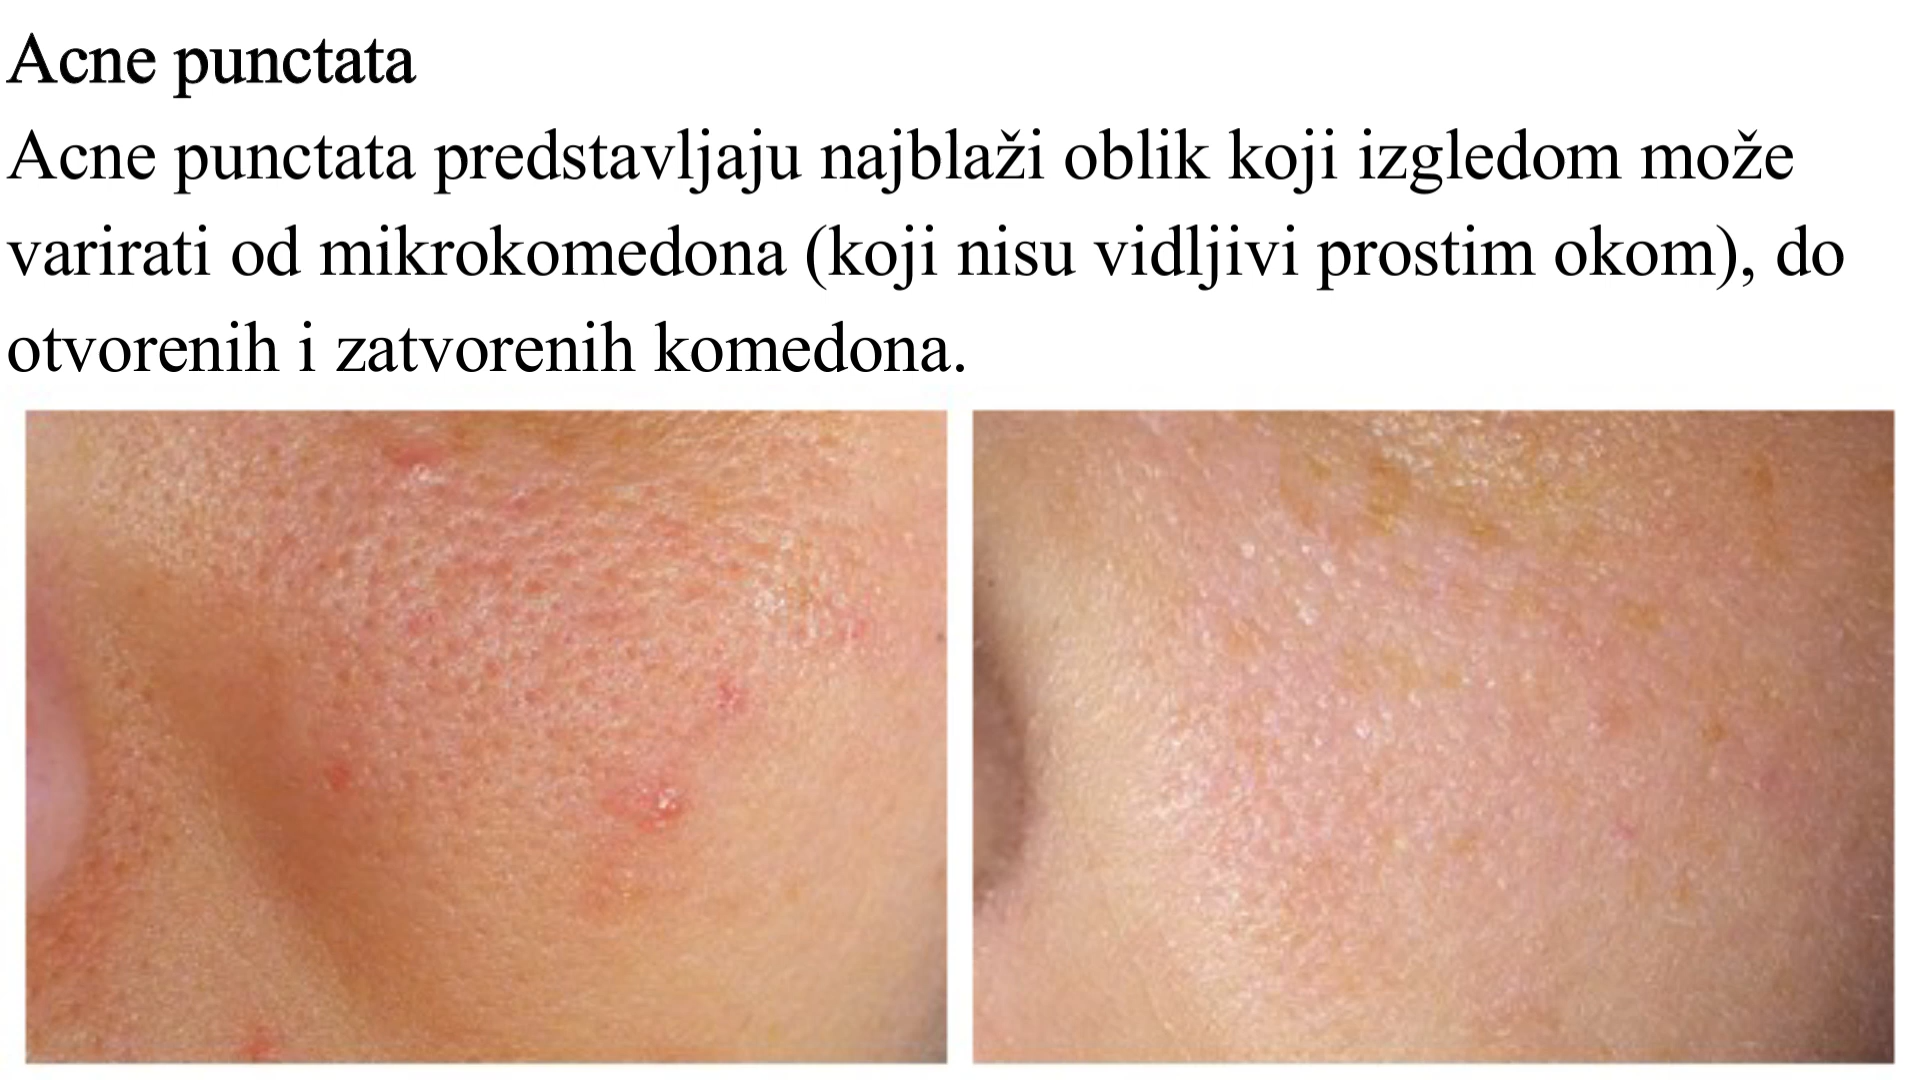 Acne punctata
Acne punctata predstavljaju najblaži oblik koji izgledom može
varirati od mikrokomedona (koji nisu vidljivi prostim okom), do
otvorenih i zatvorenih komedona.